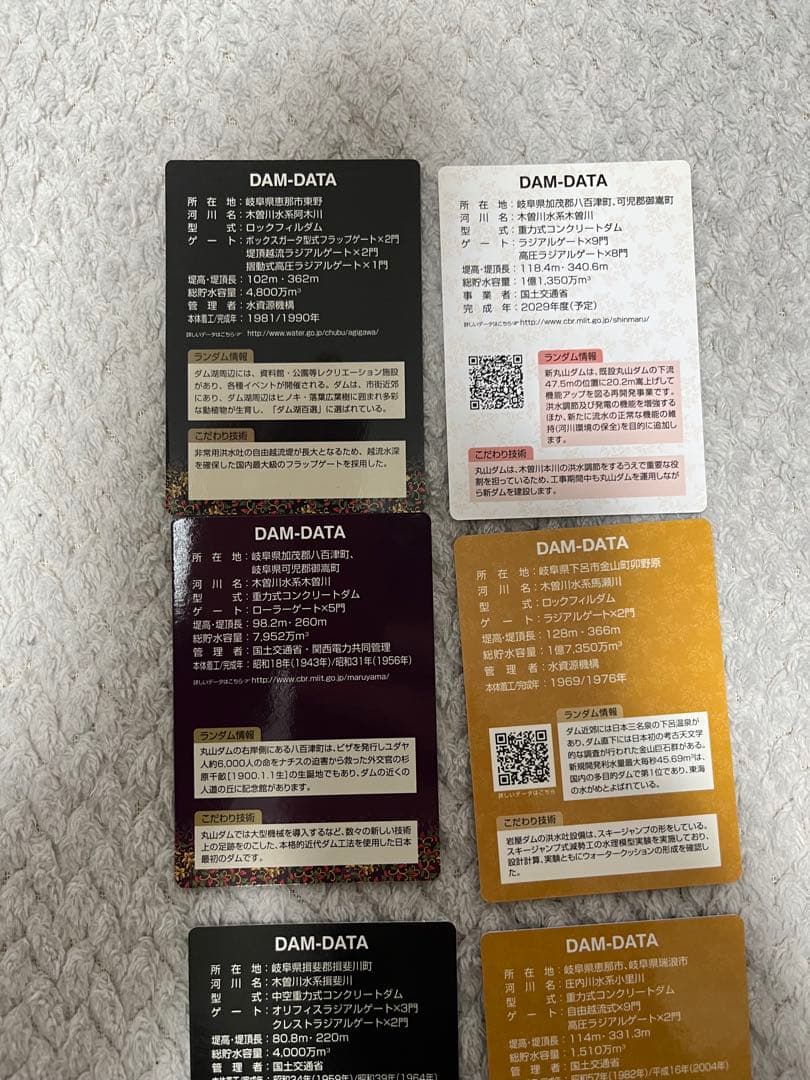 DAM-DATA
所在地：岐阜県恵那市東野
河川名：木曽川水系阿木川
型式：ロックフィルダム
ゲート：ボックスガータ型式フラップゲート×2門
堤頂越流ラジアルゲート×2門
摺動式高圧ラジアルゲート×1門
堤高・堤頂長：102m・362m
総貯水容量：4,800万m³
管理者：水資源機構
本体着工/完成年：1981/1990年
詳しいデータはこちら☞ http://www.water.go.jp/chubu/agigawa/
ランダム情報
ダム湖周辺には、資料館・公園等レクリエーション施設
があり、各種イベントが開催される。ダムは、市街近郊
にあり、ダム湖周辺はヒノキ・落葉広葉樹に囲まれ多彩
な動植物が生育し、「ダム湖百選」に選ばれている。
こだわり技術
非常用洪水吐の自由越流堤が長大となるため、越流水深
を確保した国内最大級のフラップゲートを採用した。
DAM-DATA
所在地：岐阜県加茂郡八百津町、可児郡御嵩町
河川名：木曽川水系木曽川
型式：重力式コンクリートダム
ゲート：ラジアルゲート×9門
高圧ラジアルゲート×8門
堤高・堤頂長：118.4m・340.6m
総貯水容量：1億1,350万m³
事業者：国土交通省
完成年：2029年度(予定)
詳しいデータはこちら☞ http://www.cbr.mlit.go.jp/shinmaru/
ランダム情報
新丸山ダムは、既設丸山ダムの下流
47.5mの位置に20.2m嵩上げして
機能アップを図る再開発事業です。
洪水調節及び発電の機能を増強する
ほか、新たに流水の正常な機能の維
持(河川環境の保全)を目的に追加し
ます。
こだわり技術
丸山ダムは、木曽川本川の洪水調節をするうえで重要な役
割を担っているため、工事期間中も丸山ダムを運用しなが
ら新ダムを建設します。
DAM-DATA
所在地：岐阜県加茂郡八百津町、
岐阜県可児郡御嵩町
河川名：木曽川水系木曽川
型式：重力式コンクリートダム
ゲート：ローラーゲート×5門
堤高・堤頂長：98.2m・260m
総貯水容量：7,952万m³
管理者：国土交通省・関西電力共同管理
本体着工/完成年：昭和18年(1943年)/昭和31年(1956年)
詳しいデータはこちら☞ http://www.cbr.mlit.go.jp/maruyama/
ランダム情報
丸山ダムの右岸側にある八百津町は、ビザを発行しユダヤ
人約6,000人の命をナチスの迫害から救った外交官の杉
原千畝[1900.1.1生]の生誕地でもあり、ダムの近くの
人道の丘に記念館があります。
こだわり技術
丸山ダムでは大型機械を導入するなど、数々の新しい技術
上の足跡をのこした、本格的近代ダム工法を使用した日本
最初のダムです。
DAM-DATA
所在地：岐阜県下呂市金山町卯野原
河川名：木曽川水系馬瀬川
型式：ロックフィルダム
ゲート：ラジアルゲート×2門
堤高・堤頂長：128m・366m
総貯水容量：1億7,350万m³
管理者：水資源機構
本体着工/完成年：1969/1976年
詳しいデータはこちら
ランダム情報
ダム近郊には日本三名泉の下呂温泉が
あり、ダム直下には日本初の考古天文学
的な調査が行われた金山巨石群がある。
新規開発利水量最大毎秒45.69m³は、
国内の多目的ダムで第1位であり、東海
の水がめとよばれている。
こだわり技術
岩屋ダムの洪水吐設備は、スキージャンプの形をしている。
スキージャンプ式減勢工の水理模型実験を実施しており、
設計計算、実験ともにウォータークッションの形成を確認し
た。
DAM-DATA
所在地：岐阜県揖斐郡揖斐川町
河川名：木曽川水系揖斐川
型式：中空重力式コンクリートダム
ゲート：オリフィスラジアルゲート×3門
クレストラジアルゲート×2門
堤高・堤頂長：80.8m・220m
総貯水容量：4,000万m³
管理者：国土交通省
本体着工/完成年：昭和34年(1959年)/昭和39年(1964年)
DAM-DATA
所在地：岐阜県恵那市、岐阜県瑞浪市
河川名：庄内川水系小里川
型式：重力式コンクリートダム
ゲート：自由越流式×9門
高圧ラジアルゲート×2門
堤高・堤頂長：114m・331.3m
総貯水容量：1,510万m³
管理者：国土交通省
本体着工/完成年：昭和57年(1982年)/平成16年(2004年)